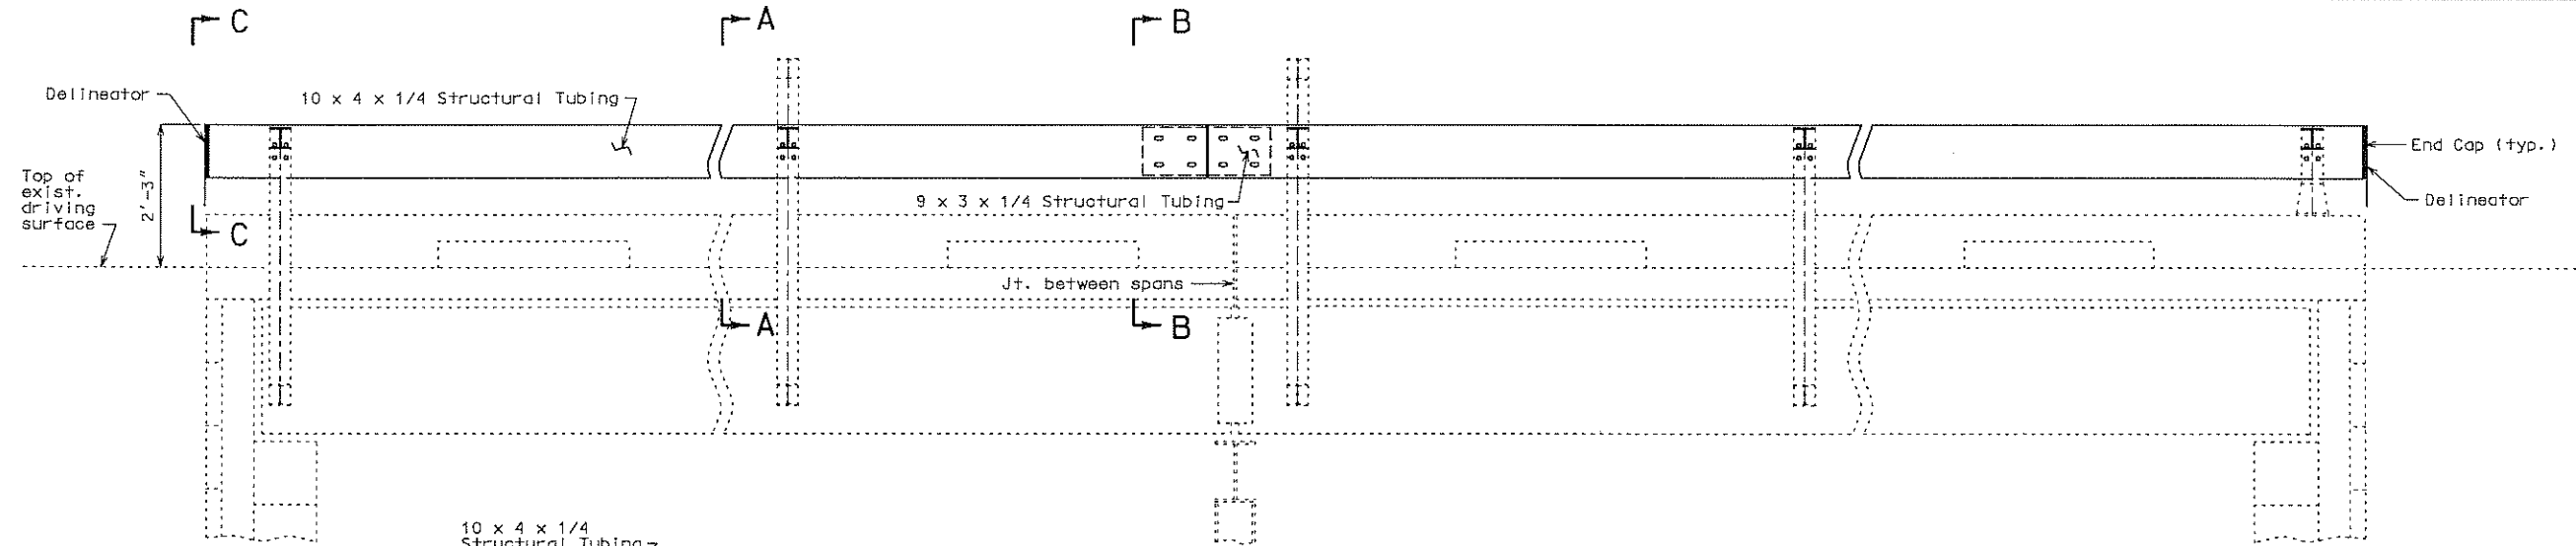 C
A
B
Delineator
10 x 4 x 1/4 Structural Tubing
End Cap (typ.)
Top of
exist.
driving
surface
2'-3"
9 x 3 x 1/4 Structural Tubing
Delineator
C
Jt. between spans
A
B
10 x 4 x 1/4
Structural Tubing